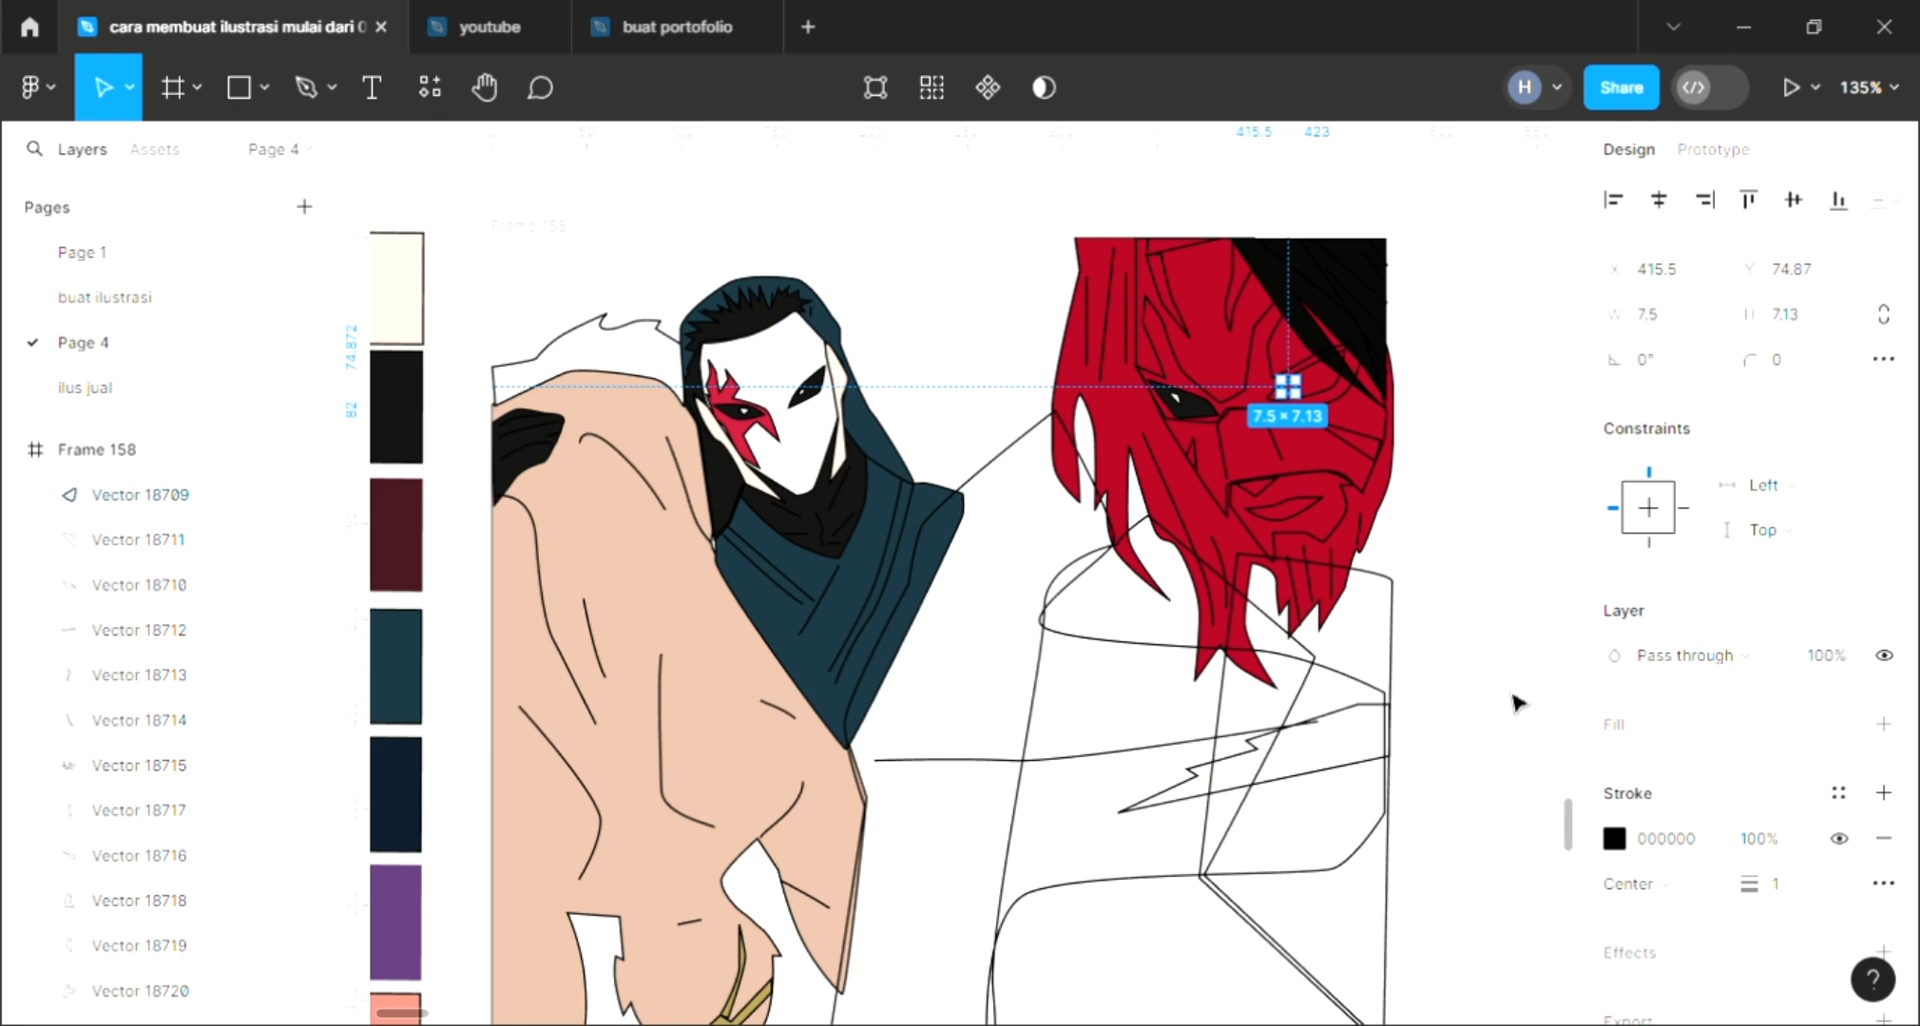 cara membuat ilustrasi mulai dari 0
youtube
buat portofolio
H
Share
135%
Layers
Assets
Page 4
415.5
423
Design
Prototype
Pages
Page 1
buat ilustrasi
Page 4
ilus jual
Frame 158
Vector 18709
Vector 18711
Vector 18710
Vector 18712
Vector 18713
Vector 18714
Vector 18715
Vector 18717
Vector 18716
Vector 18718
Vector 18719
Vector 18720
Frame 158
74.872
82
7.5 × 7.13
X 415.5
Y 74.87
W 7.5
H 7.13
0°
0
Constraints
Left
Top
Layer
Pass through
100%
Fill
Stroke
000000
100%
Center
1
Effects
Export
?